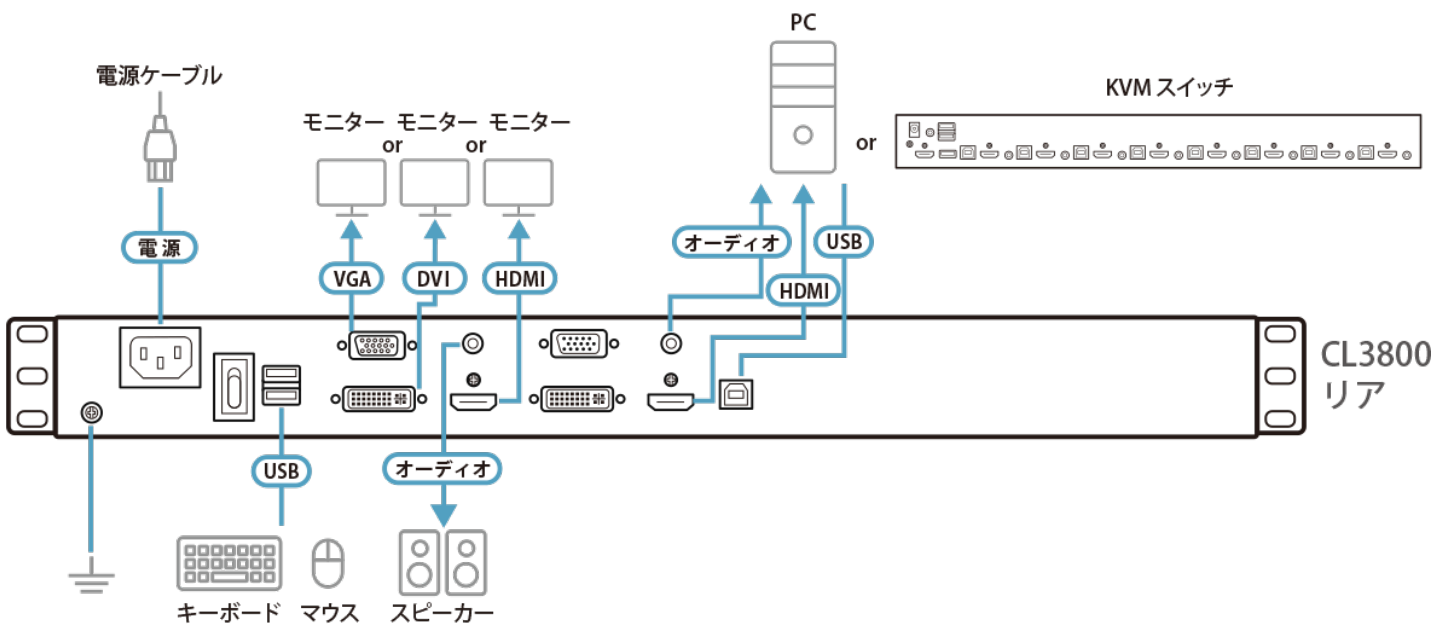 PC
電源ケーブル
KVM スイッチ
モニター モニター モニター
or or
or
電源
オーディオ
USB
VGA
DVI
HDMI
HDMI
CL3800
リア
USB
オーディオ
キーボード
マウス
スピーカー